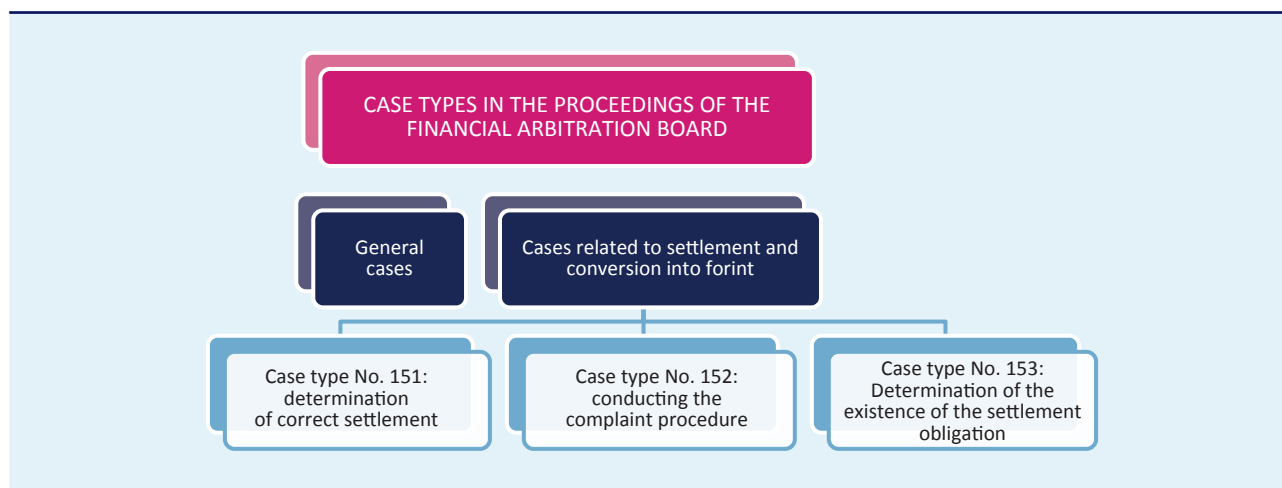 CASE TYPES IN THE PROCEEDINGS OF THE
FINANCIAL ARBITRATION BOARD
General
cases
Cases related to settlement and
conversion into forint
Case type No. 151:
determination
of correct settlement
Case type No. 152:
conducting the
complaint procedure
Case type No. 153:
Determination of the
existence of the settlement
obligation